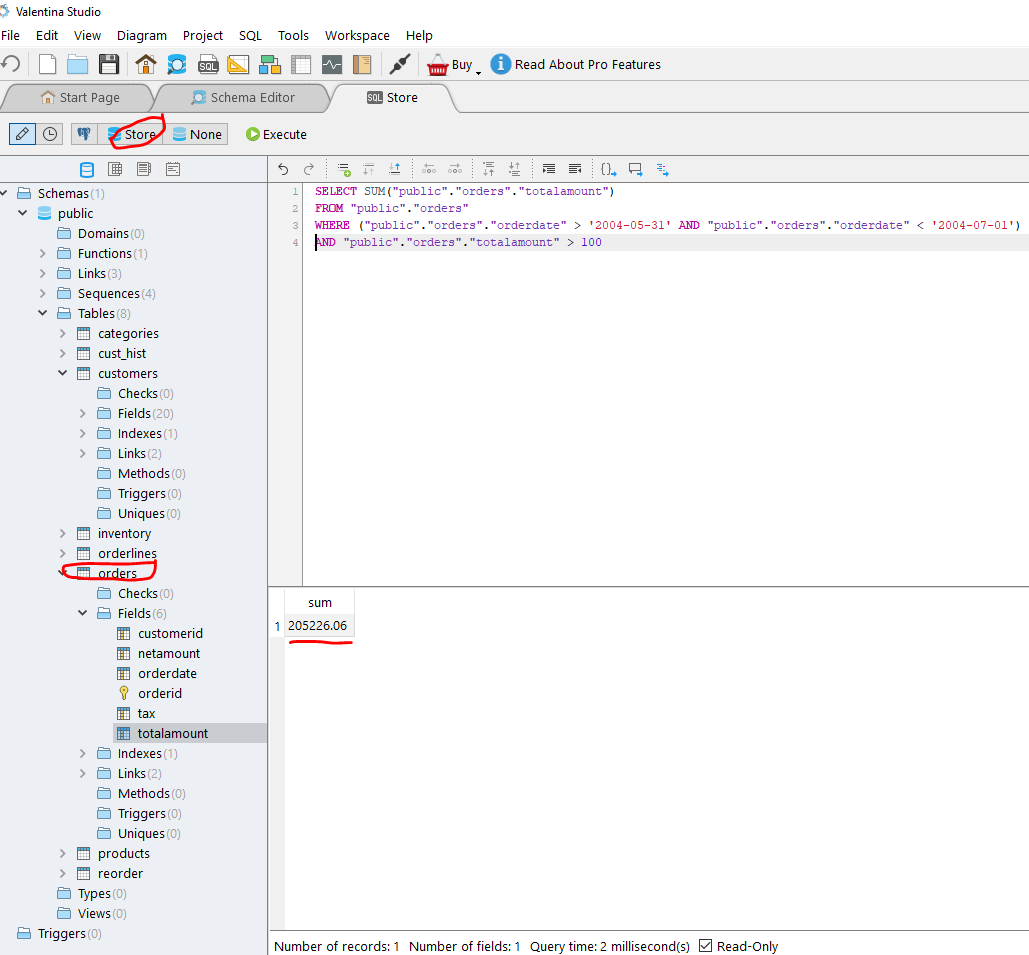 Valentina Studio
File Edit View Diagram Project SQL Tools Workspace Help
SQL Buy Read About Pro Features
Start Page Schema Editor SQL Store
Store None Execute
Schemas (1)
public
Domains (0)
Functions (1)
Links (3)
Sequences (4)
Tables (8)
categories
cust_hist
customers
Checks (0)
Fields (20)
Indexes (1)
Links (2)
Methods (0)
Triggers (0)
Uniques (0)
inventory
orderlines
orders
Checks (0)
Fields (6)
customerid
netamount
orderdate
orderid
tax
totalamount
Indexes (1)
Links (2)
Methods (0)
Triggers (0)
Uniques (0)
products
reorder
Types (0)
Views (0)
Triggers (0)
1 SELECT SUM("public"."orders"."totalamount")
2 FROM "public"."orders"
3 WHERE ("public"."orders"."orderdate" > '2004-05-31' AND "public"."orders"."orderdate" < '2004-07-01')
4 AND "public"."orders"."totalamount" > 100
sum
1 205226.06
Number of records: 1 Number of fields: 1 Query time: 2 millisecond(s) Read-Only